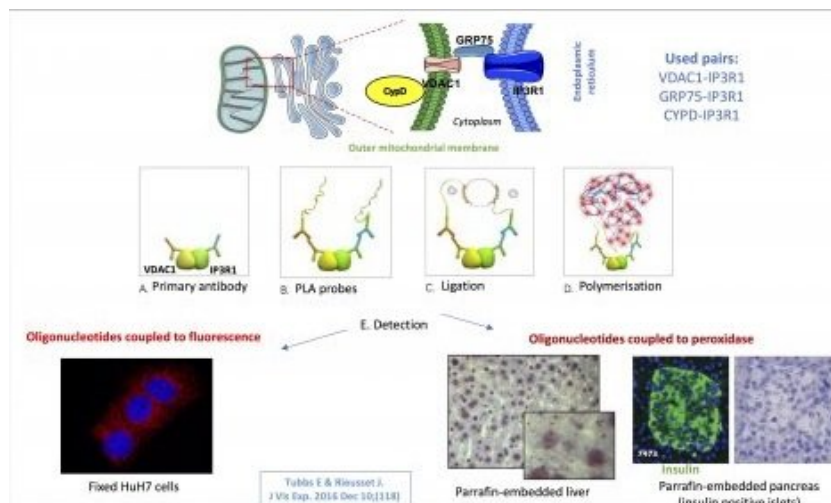 GRP75
VDAC1
IP3R1
CypD
Cytoplasm
Endoplasmic
reticulum
Outer mitochondrial membrane
Used pairs:
VDAC1-IP3R1
GRP75-IP3R1
CYPD-IP3R1
VDAC1
IP3R1
A. Primary antibody
B. PLA probes
C. Ligation
D. Polymerisation
E. Detection
Oligonucleotides coupled to fluorescence
Oligonucleotides coupled to peroxidase
Fixed HuH7 cells
Tubbs E & Rieusset J.
J Vis Exp. 2016 Dec 10;(118)
Parrafin-embedded liver
Insulin
Parrafin-embedded pancreas
(insulin positive islets)